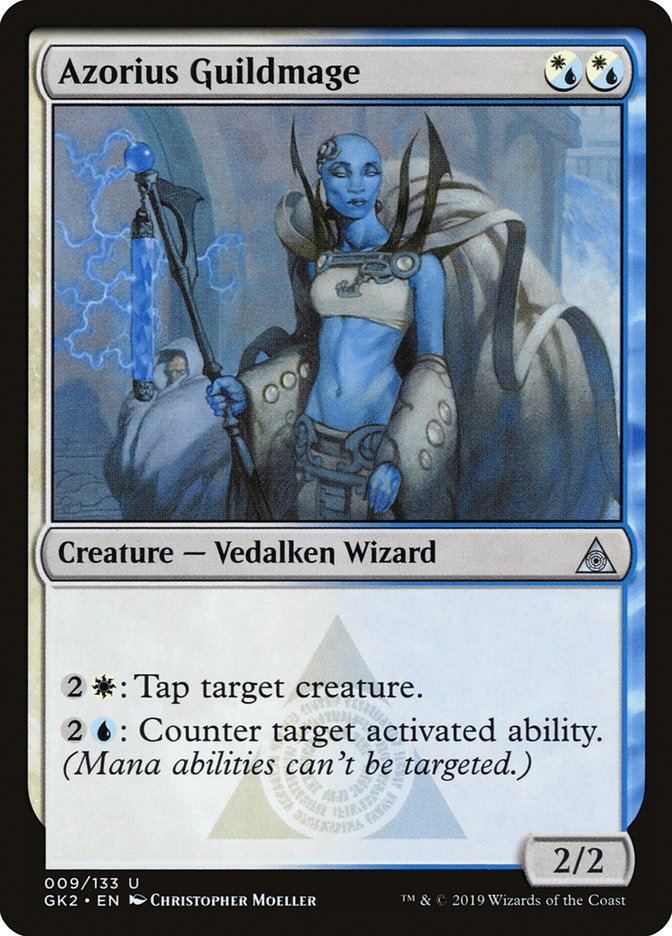 Azorius Guildmage
Creature — Vedalken Wizard
2: Tap target creature.
2: Counter target activated ability.
(Mana abilities can't be targeted.)
2/2
009/133 U
GK2 • EN Christopher Moeller
™ & © 2019 Wizards of the Coast